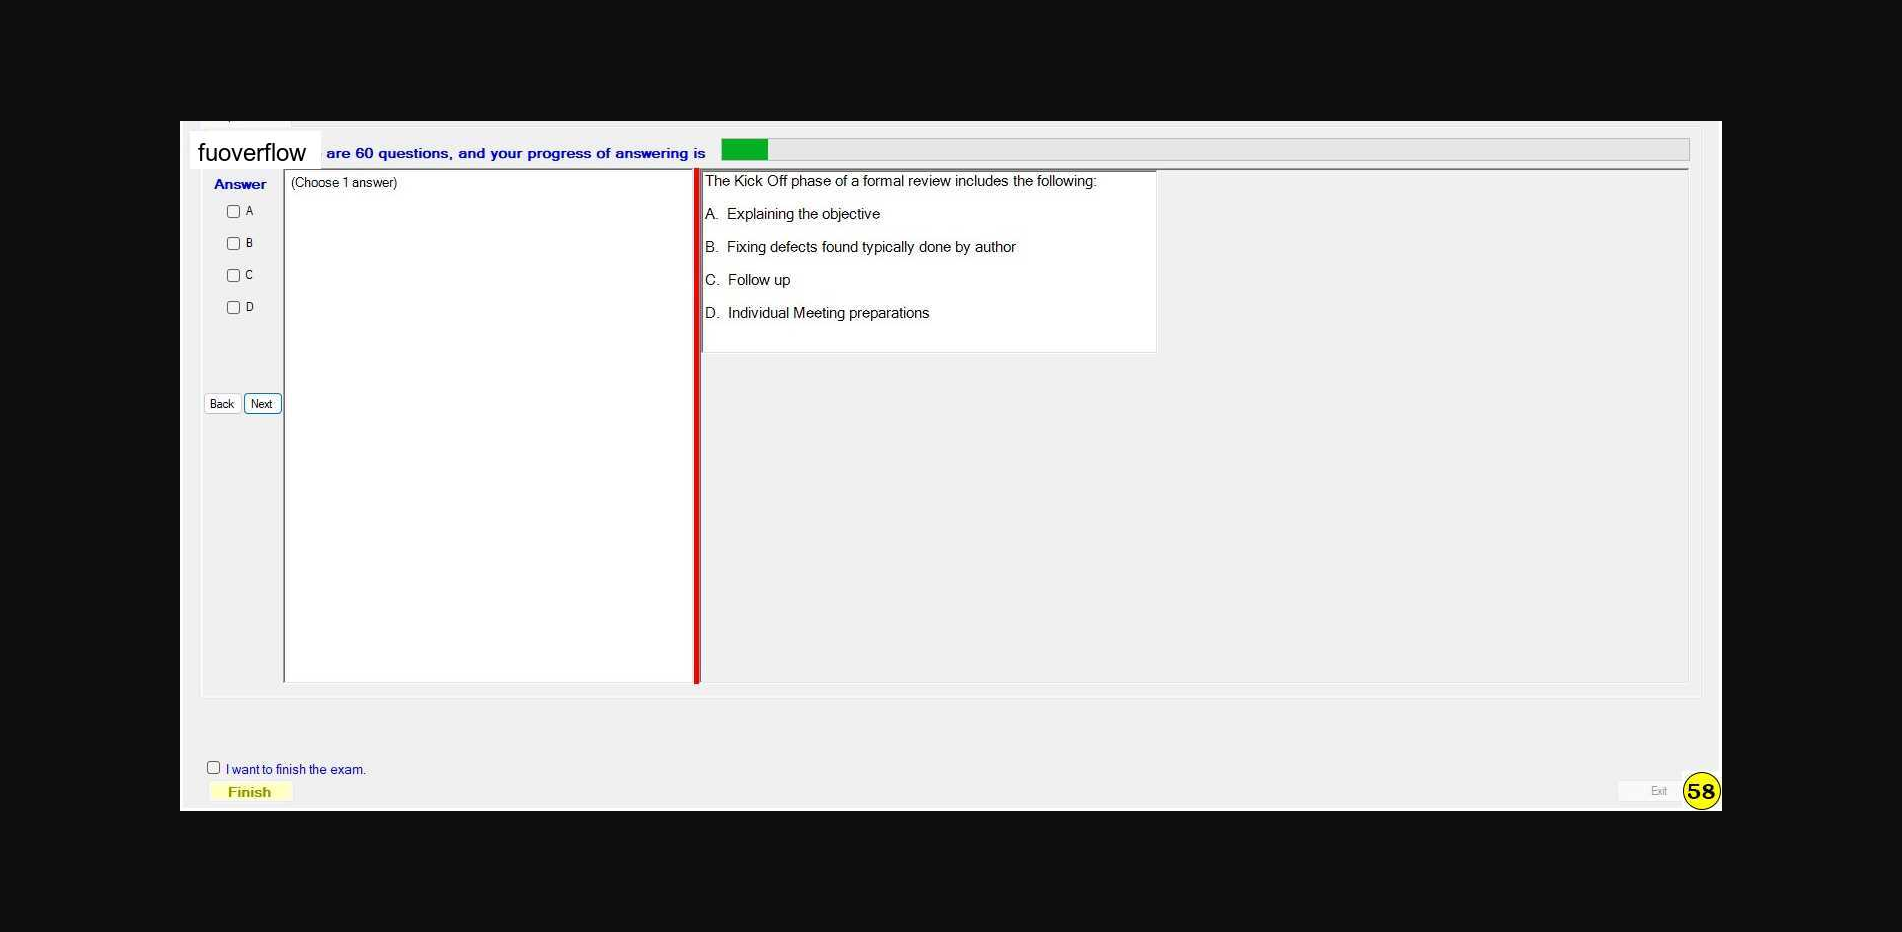 fuoverflow are 60 questions, and your progress of answering is
Answer
A
B
C
D
Back Next
(Choose 1 answer)
The Kick Off phase of a formal review includes the following:
A. Explaining the objective
B. Fixing defects found typically done by author
C. Follow up
D. Individual Meeting preparations
I want to finish the exam.
Finish
Exit
58